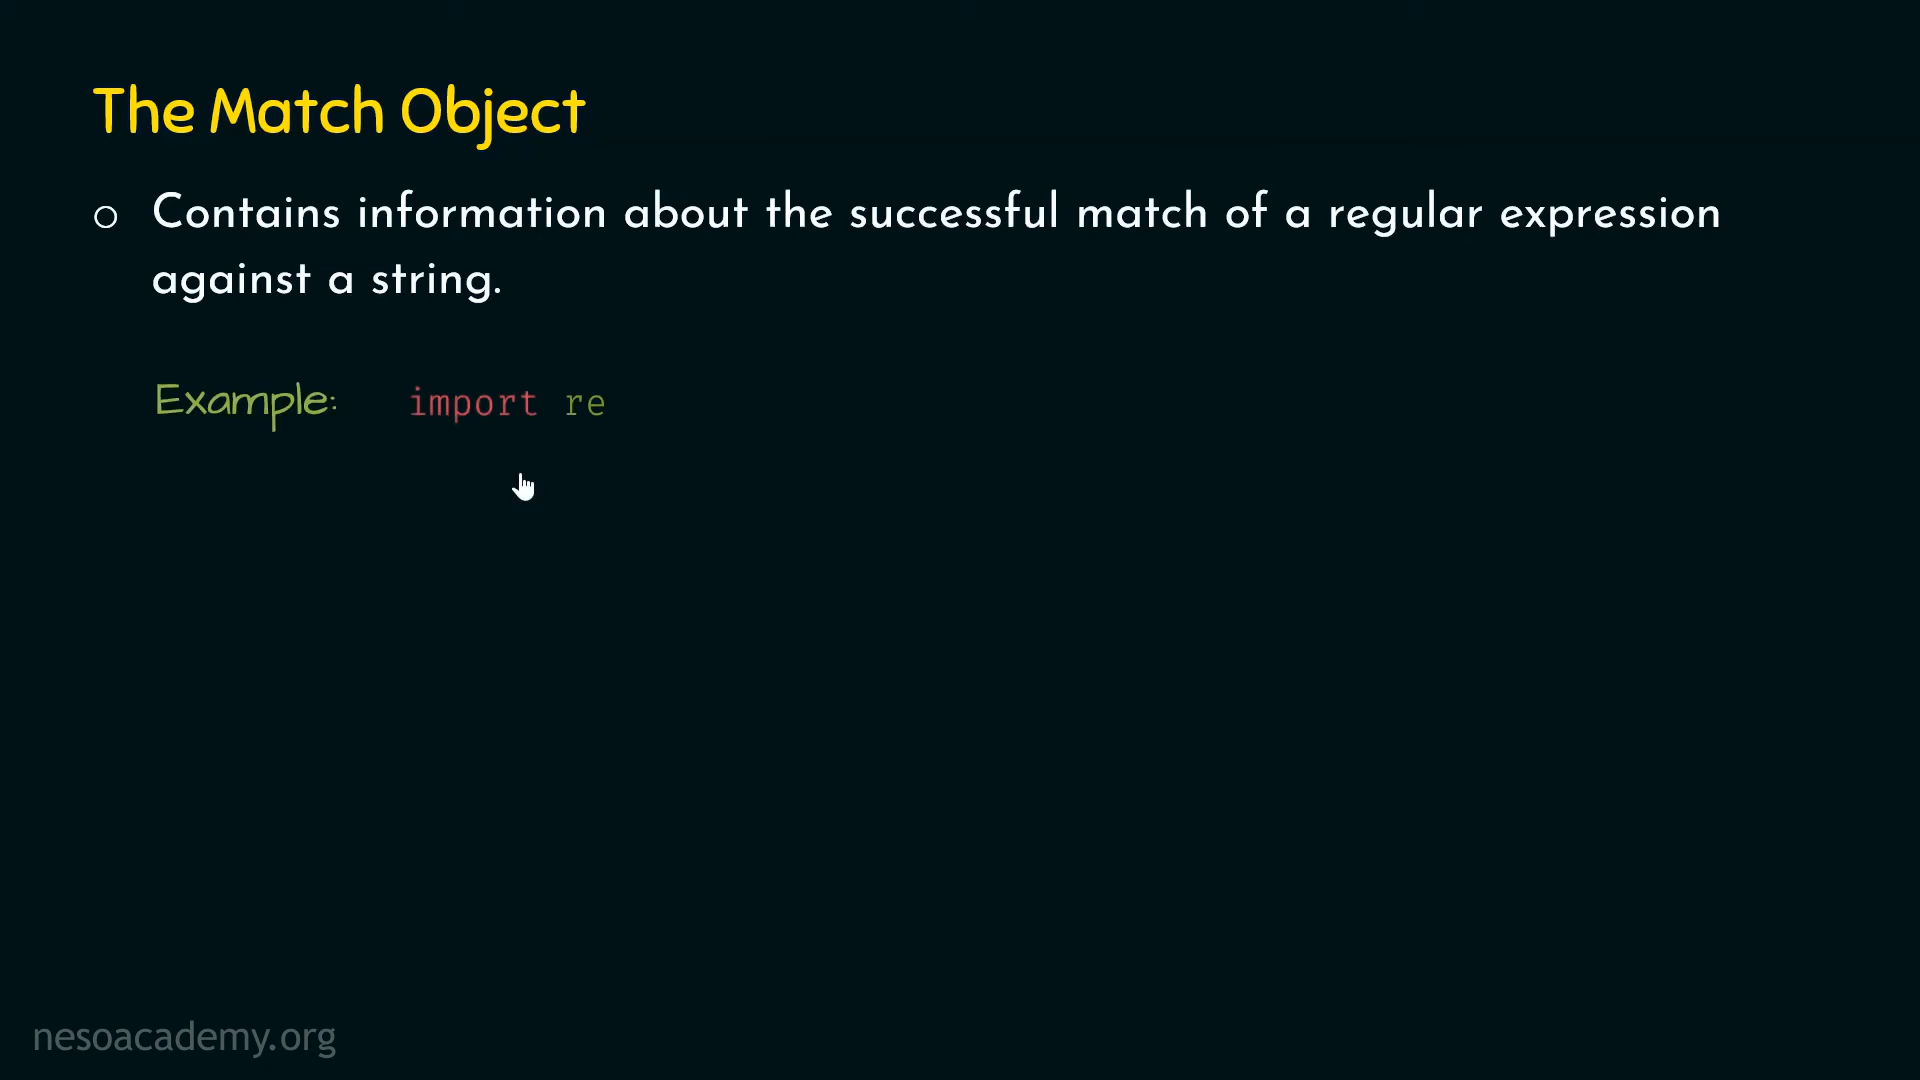 The Match Object
○ Contains information about the successful match of a regular expression
against a string.
Example: import re
nesoacademy.org